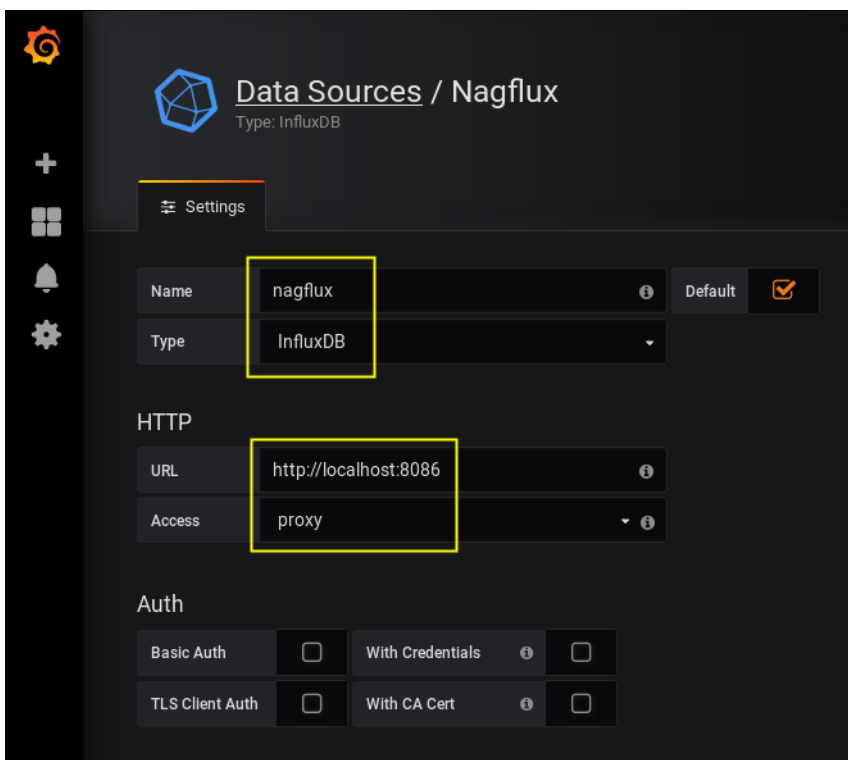 Data Sources / Nagflux
Type: InfluxDB
Settings
Name nagflux Default
Type InfluxDB
HTTP
URL http://localhost:8086
Access proxy
Auth
Basic Auth With Credentials
TLS Client Auth With CA Cert